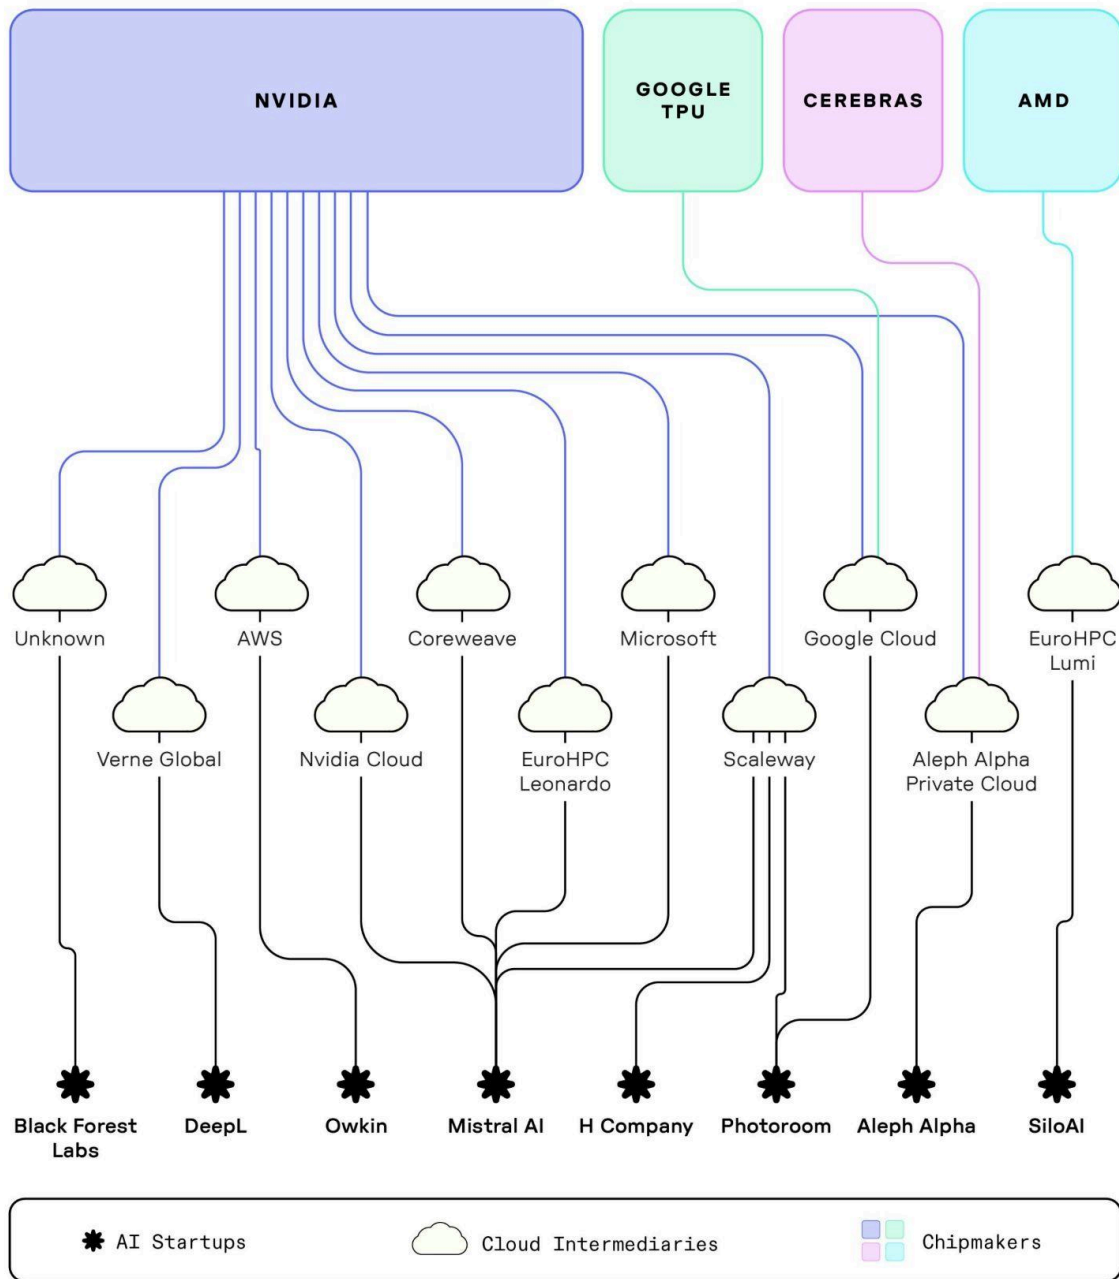 NVIDIA
GOOGLE
TPU
CEREBRAS
AMD
Unknown
AWS
Coreweave
Microsoft
Google Cloud
EuroHPC
Lumi
Verne Global
Nvidia Cloud
EuroHPC
Leonardo
Scaleway
Aleph Alpha
Private Cloud
Black Forest
Labs
DeepL
Owkin
Mistral AI
H Company
Photoroom
Aleph Alpha
SiloAI
AI Startups
Cloud Intermediaries
Chipmakers